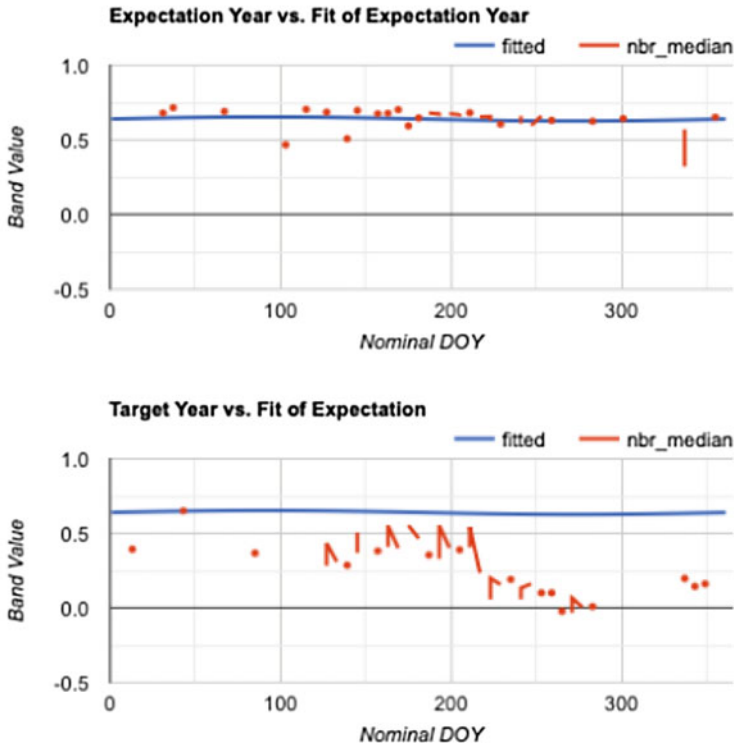 Expectation Year vs. Fit of Expectation Year
fitted nbr_median
1.0
0.5
0.0
-0.5
Band Value
0 100 200 300
Nominal DOY
Target Year vs. Fit of Expectation
fitted nbr_median
1.0
0.5
0.0
-0.5
Band Value
0 100 200 300
Nominal DOY